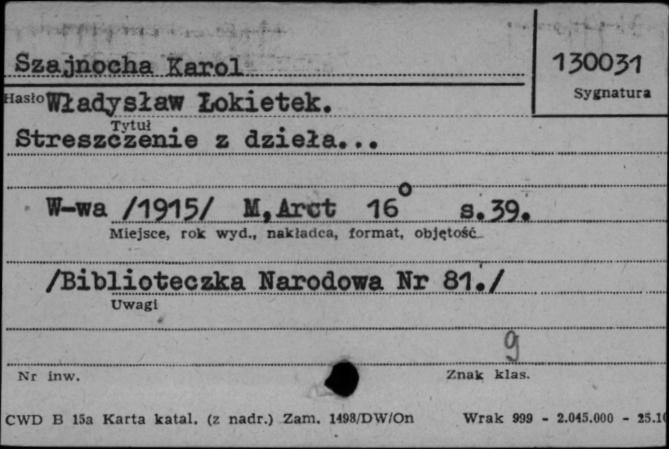 Szajnocha Karol
130031
Hasło Władysław Łokietek.
Sygnatura
Tytuł
Streszczenie z dzieła...
W-wa /1915/ M,Arct 16° s.39.
Miejsce, rok wyd., nakładca, format, objętość
/Biblioteczka Narodowa Nr 81./
Uwagi
9
Nr inw.
Znak klas.
CWD B 15a Karta katal. (z nadr.) Zam. 1498/DW/On Wrak 999 - 2.045.000 - 25.10